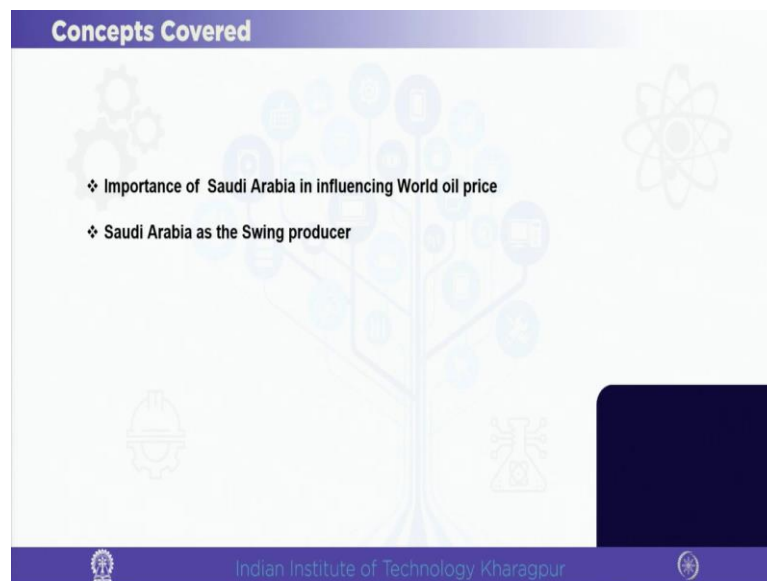 Concepts Covered
❖ Importance of Saudi Arabia in influencing World oil price
❖ Saudi Arabia as the Swing producer
Indian Institute of Technology Kharagpur